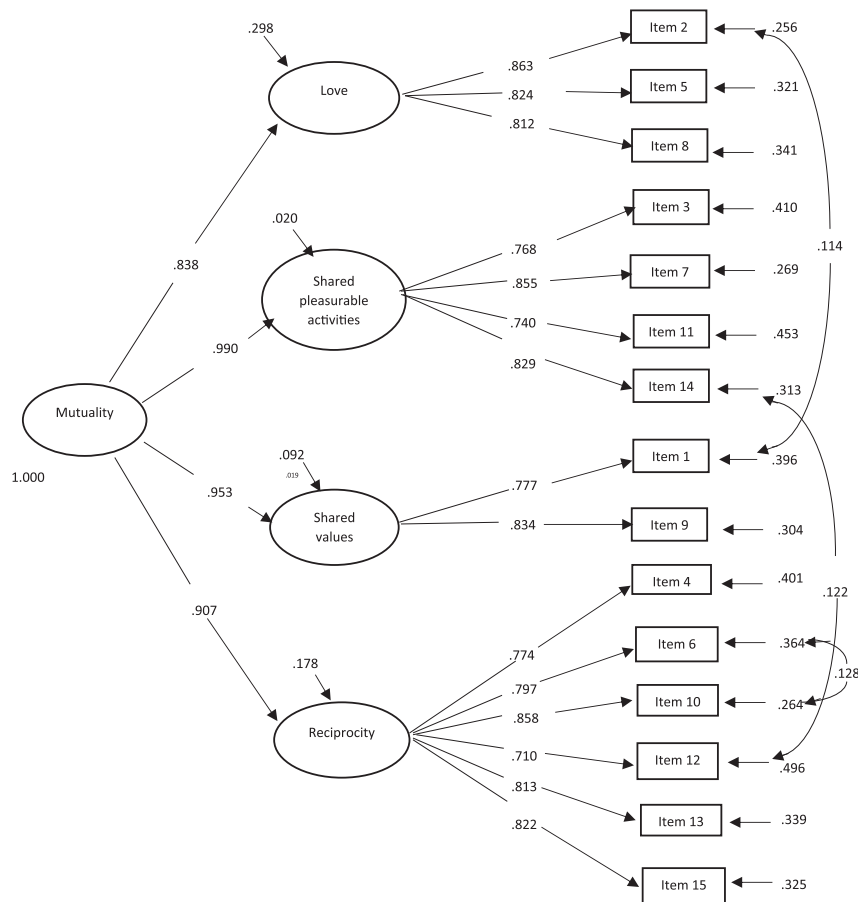 .298
Love
.863
.824
.812
Item 2
.256
Item 5
.321
Item 8
.341
.838
.020
Shared
pleasurable
activities
.768
.855
.740
.829
Item 3
.410
Item 7
.269
Item 11
.453
Item 14
.313
.114
.990
Mutuality
1.000
.953
.092
.019
Shared
values
.777
.834
Item 1
.396
Item 9
.304
.907
.178
Reciprocity
.774
.797
.858
.710
.813
.822
Item 4
.401
Item 6
.364
Item 10
.264
.128
.122
Item 12
.496
Item 13
.339
Item 15
.325